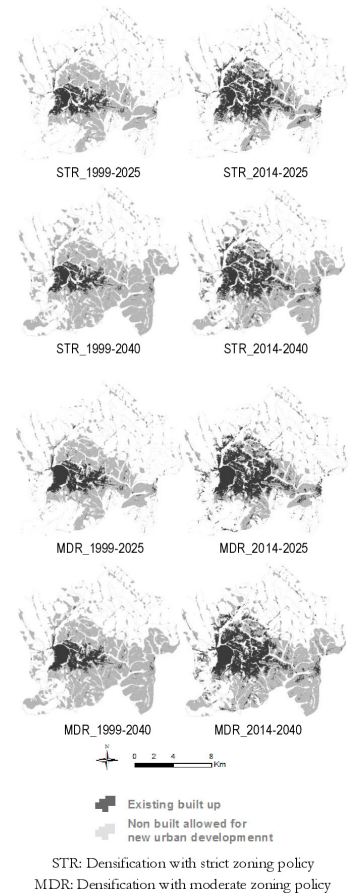 STR_1999-2025 STR_2014-2025
STR_1999-2040 STR_2014-2040
MDR_1999-2025 MDR_2014-2025
MDR_1999-2040 MDR_2014-2040
N
0 2 4 8
Km
Existing built up
Non built allowed for
new urban developmennt
STR: Densification with strict zoning policy
MDR: Densification with moderate zoning policy